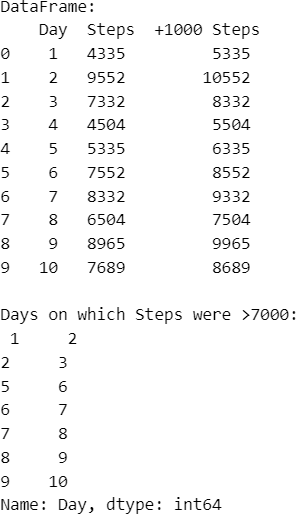 DataFrame:
Day Steps +1000 Steps
0 1 4335 5335
1 2 9552 10552
2 3 7332 8332
3 4 4504 5504
4 5 5335 6335
5 6 7552 8552
6 7 8332 9332
7 8 6504 7504
8 9 8965 9965
9 10 7689 8689
Days on which Steps were >7000:
1 2
2 3
5 6
6 7
7 8
8 9
9 10
Name: Day, dtype: int64